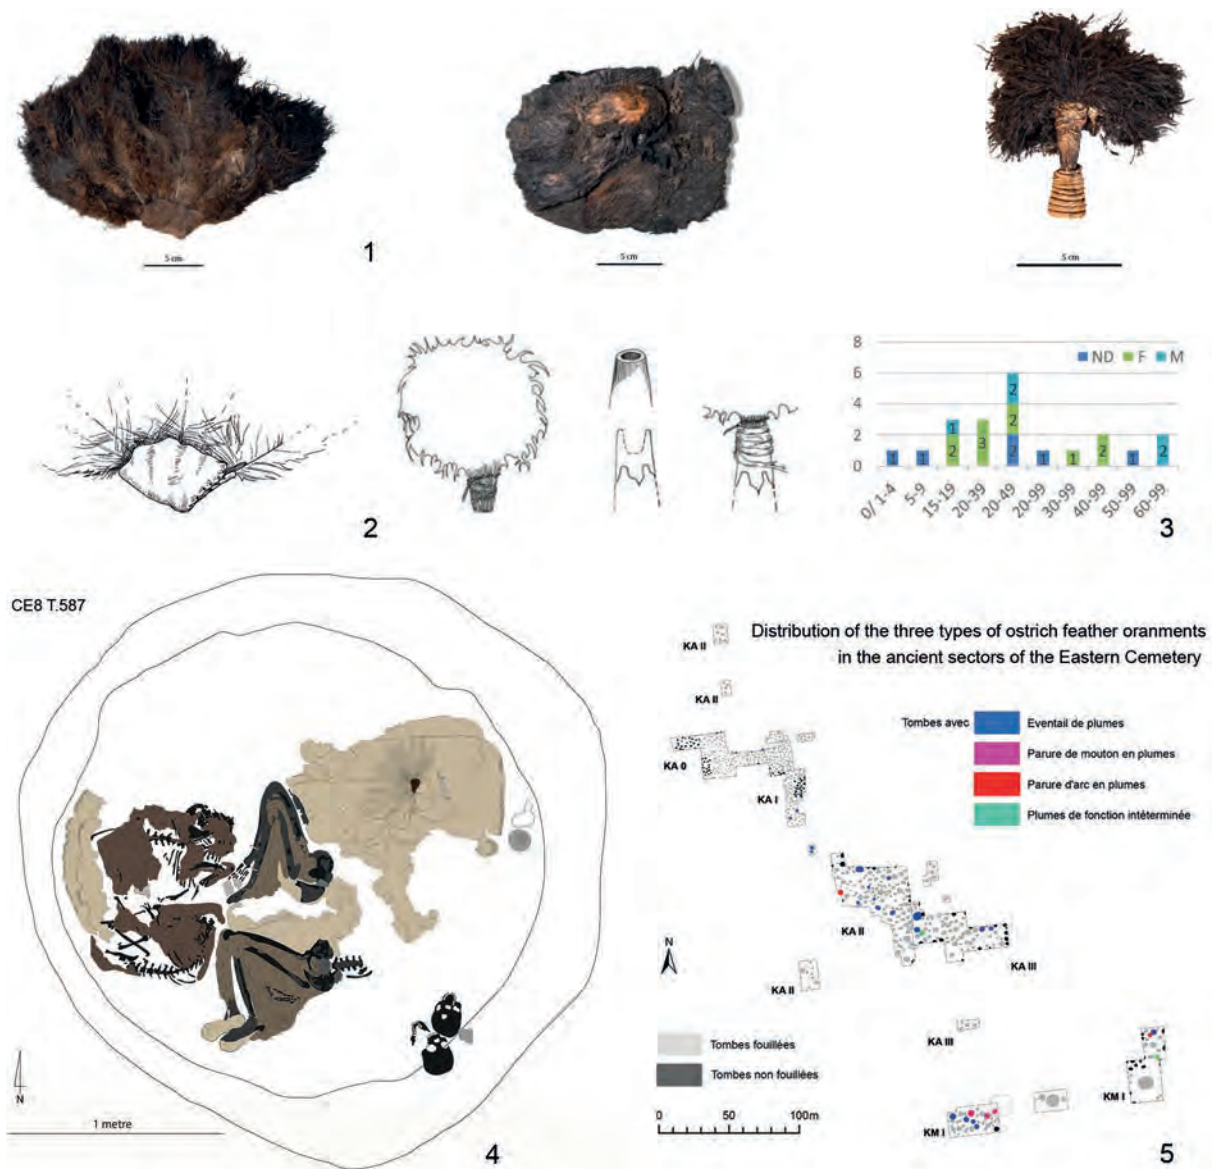 5 cm
1
5 cm
5 cm
2
8
6
4
2
0
ND F M
1
1
1
2
3
2
2
2
1
1
2
1
2
0/ 1-4
5-9
15-19
20-39
20-49
20-99
30-99
40-99
50-99
60-99
3
CE8 T.587
N
1 metre
4
Distribution of the three types of ostrich feather oranments
in the ancient sectors of the Eastern Cemetery
KA II
KA II
KA 0
KA I
Tombes avec
Eventail de plumes
Parure de mouton en plumes
Parure d'arc en plumes
Plumes de fonction intéterminée
KA II
KA III
N
KA II
KA III
Tombes fouillées
Tombes non fouillées
KM I
0 50 100m
KM I
5